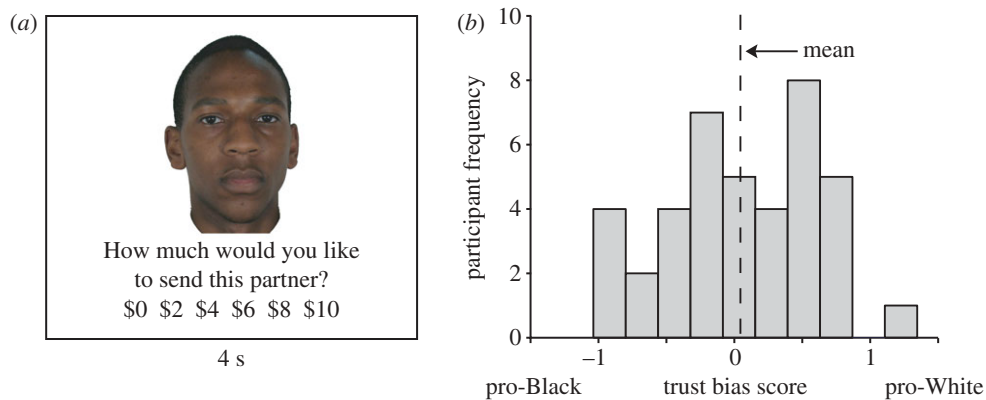 (a)
How much would you like
to send this partner?
$0 $2 $4 $6 $8 $10
4 s
(b)
10
8
6
4
2
0
participant frequency
mean
–1
0
1
pro-Black
trust bias score
pro-White